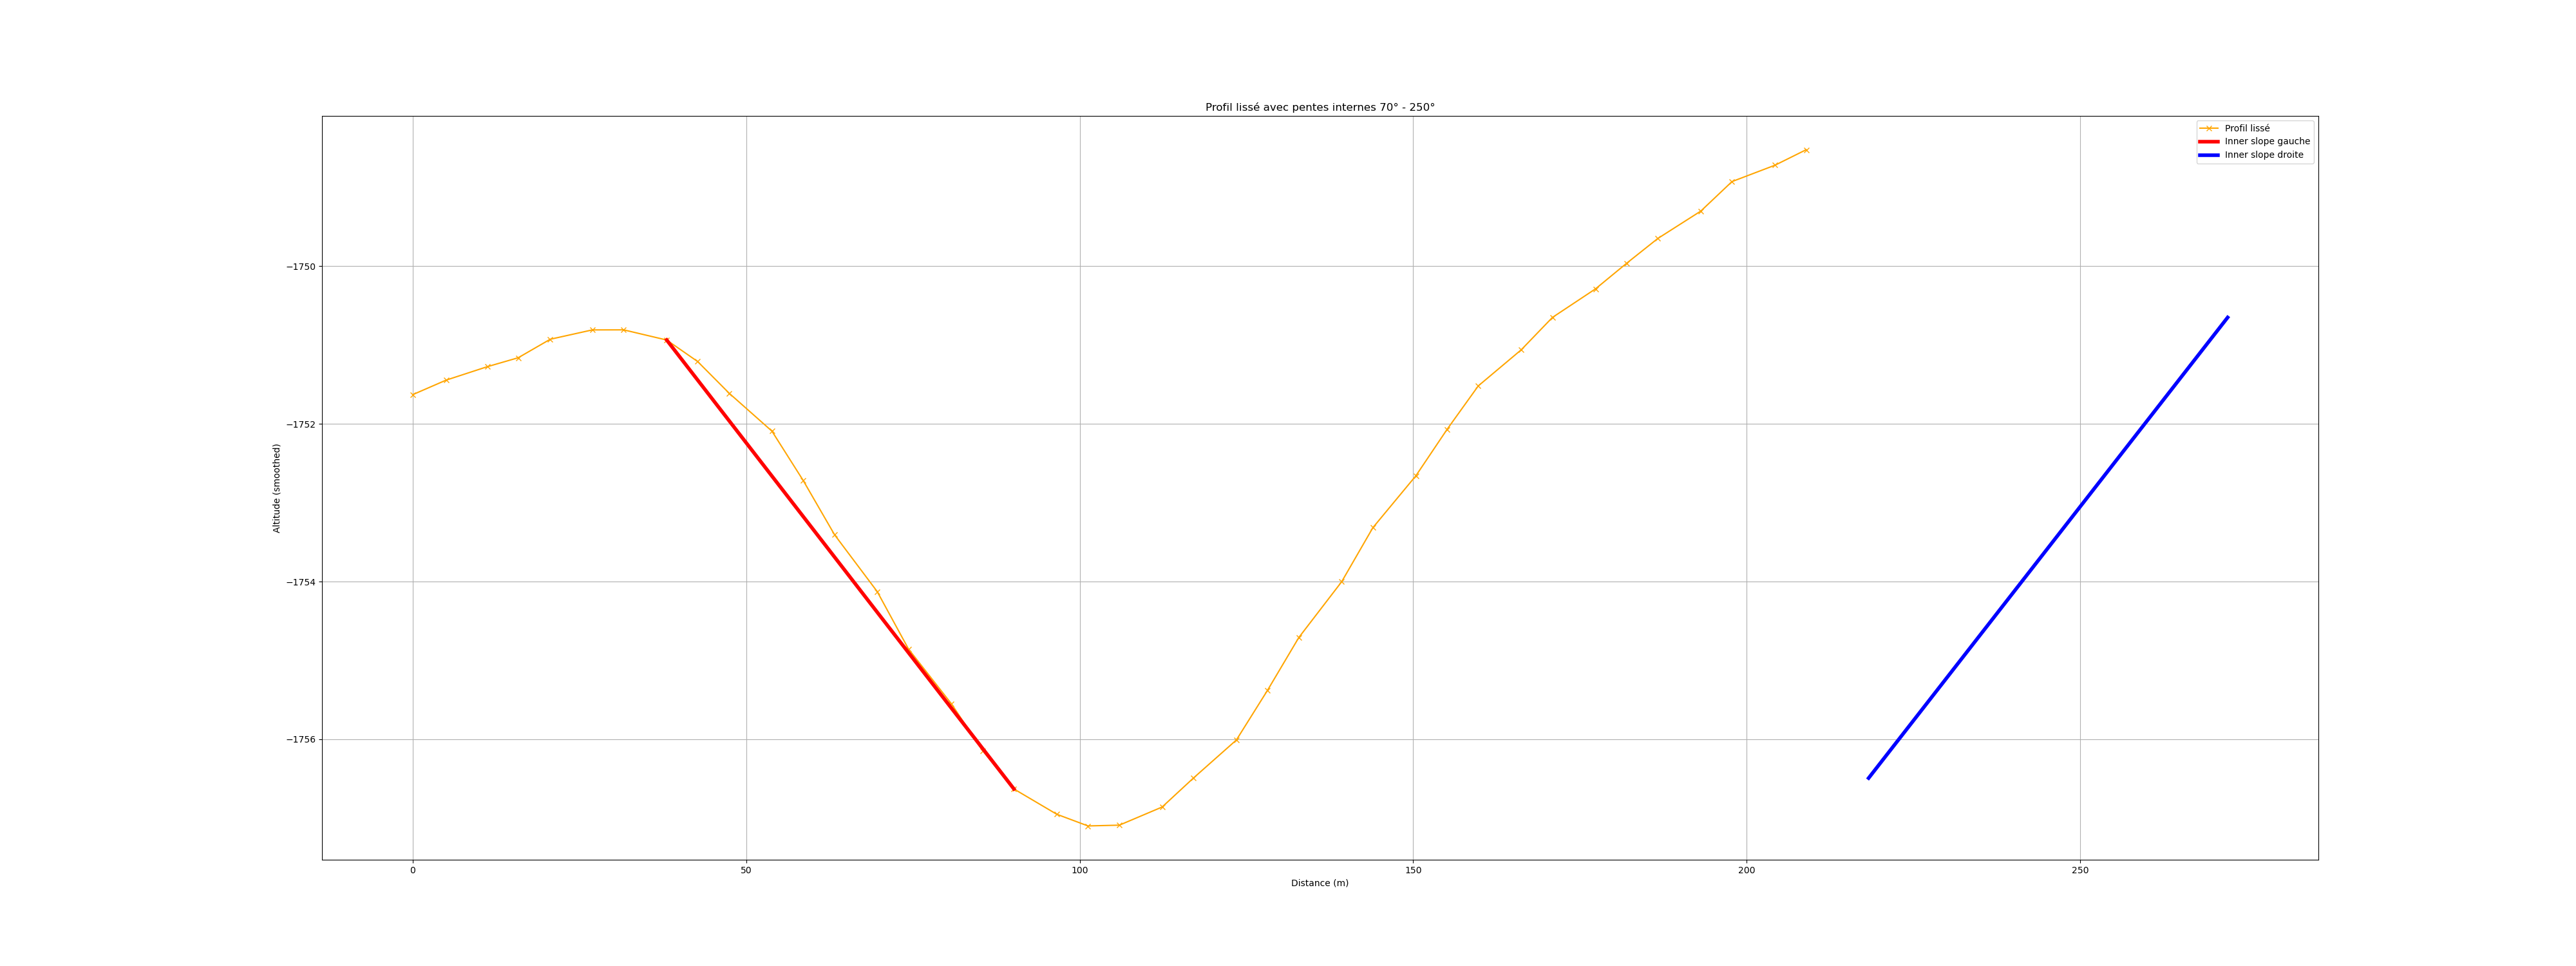 Profil lissé avec pentes internes 70° - 250°
Profil lissé
Inner slope gauche
Inner slope droite
Altitude (smoothed)
−1750
−1752
−1754
−1756
0 50 100 150 200 250
Distance (m)